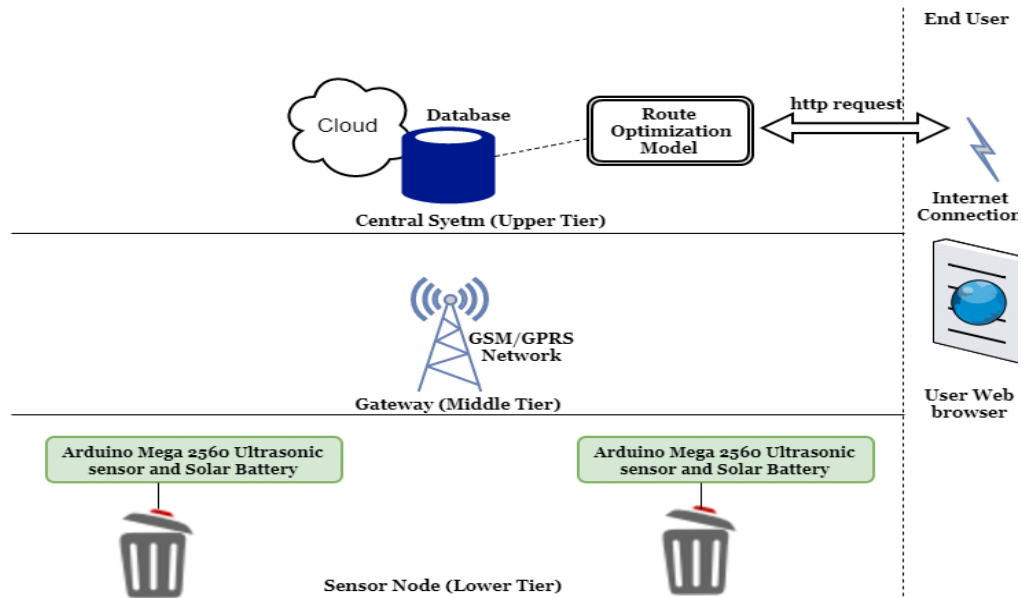 End User
Cloud
Database
Route
Optimization
Model
http request
Internet
Connection
Central Syetm (Upper Tier)
GSM/GPRS
Network
Gateway (Middle Tier)
User Web
browser
Arduino Mega 2560 Ultrasonic
sensor and Solar Battery
Arduino Mega 2560 Ultrasonic
sensor and Solar Battery
Sensor Node (Lower Tier)